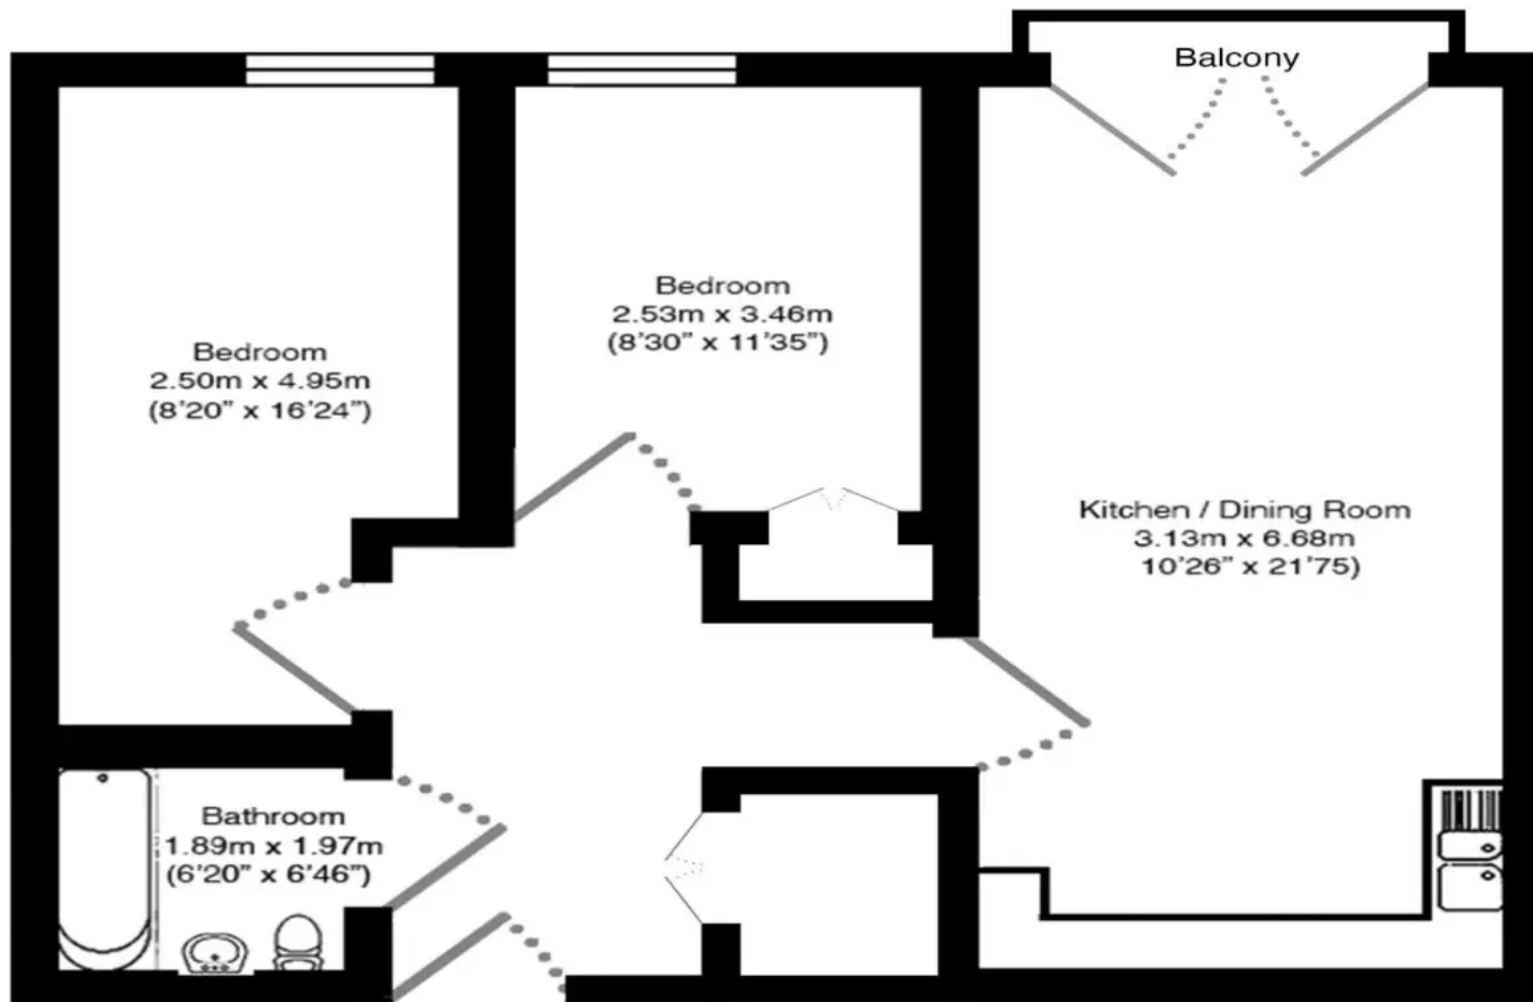 Balcony
Bedroom
2.53m x 3.46m
(8'30" x 11'35")
Bedroom
2.50m x 4.95m
(8'20" x 16'24")
Kitchen / Dining Room
3.13m x 6.68m
10'26" x 21'75)
Bathroom
1.89m x 1.97m
(6'20" x 6'46")